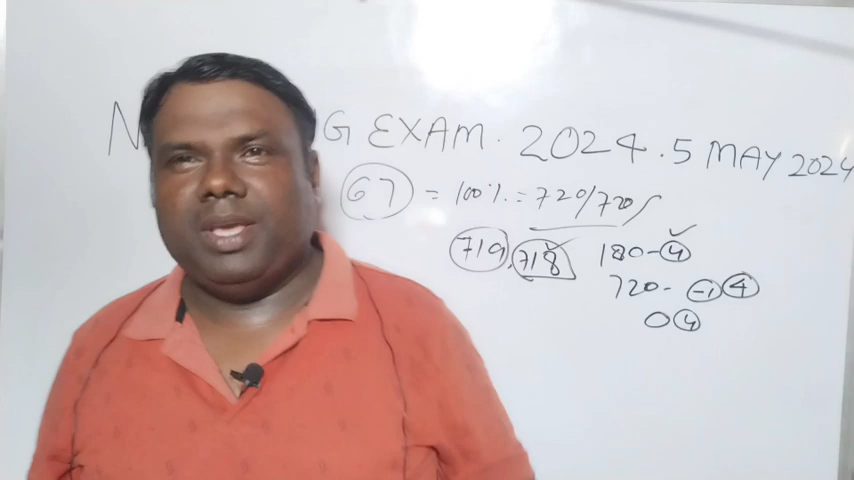 N G EXAM. 2024. 5 MAY 2024
67 = 100%. = 720/720
719, 718 180-4
720- -1 4
0 4